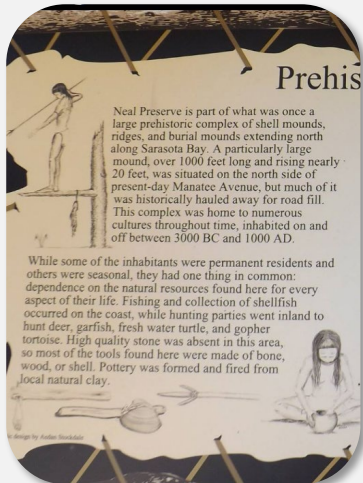 Prehis
Neal Preserve is part of what was once a
large prehistoric complex of shell mounds,
ridges, and burial mounds extending north
along Sarasota Bay. A particularly large
mound, over 1000 feet long and rising nearly
20 feet, was situated on the north side of
present-day Manatee Avenue, but much of it
was historically hauled away for road fill.
This complex was home to numerous
cultures throughout time, inhabited on and
off between 3000 BC and 1000 AD.
While some of the inhabitants were permanent residents and
others were seasonal, they had one thing in common:
dependence on the natural resources found here for every
aspect of their life. Fishing and collection of shellfish
occurred on the coast, while hunting parties went inland to
hunt deer, garfish, fresh water turtle, and gopher
tortoise. High quality stone was absent in this area,
so most of the tools found here were made of bone,
wood, or shell. Pottery was formed and fired from
local natural clay.
design by